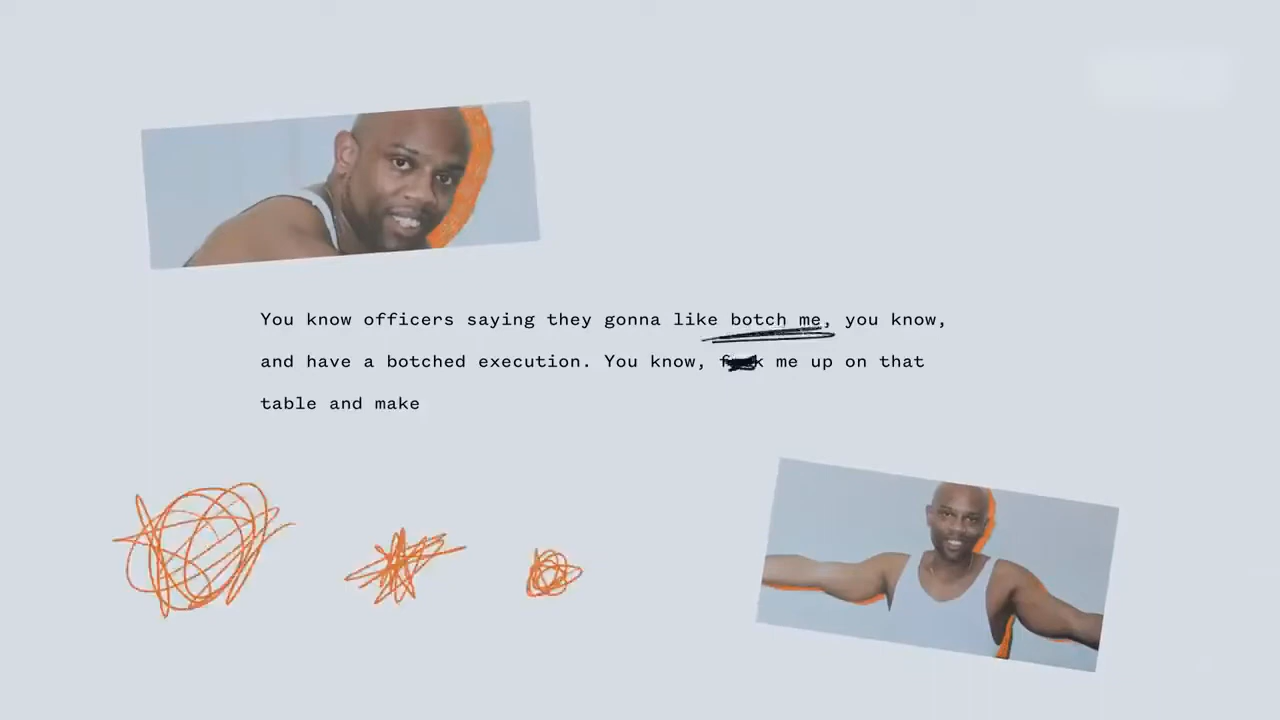 You know officers saying they gonna like botch me, you know,
and have a botched execution. You know, f**k me up on that
table and make